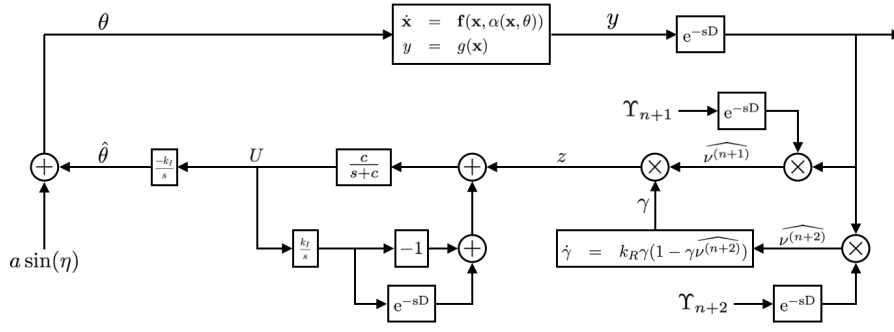 θ
ẋ = f(x, α(x, θ))
y = g(x)
y
e^{-sD}
Υ_{n+1}
e^{-sD}
+
θ̂
-k_I/s
U
c/(s+c)
+
z
×
\widehat{ν^{(n+1)}}
×
γ
k_I/s
−1
+
γ̇ = k_Rγ(1 − γ\widehat{ν^{(n+2)}})
\widehat{ν^{(n+2)}}
×
a sin(η)
e^{-sD}
Υ_{n+2}
e^{-sD}